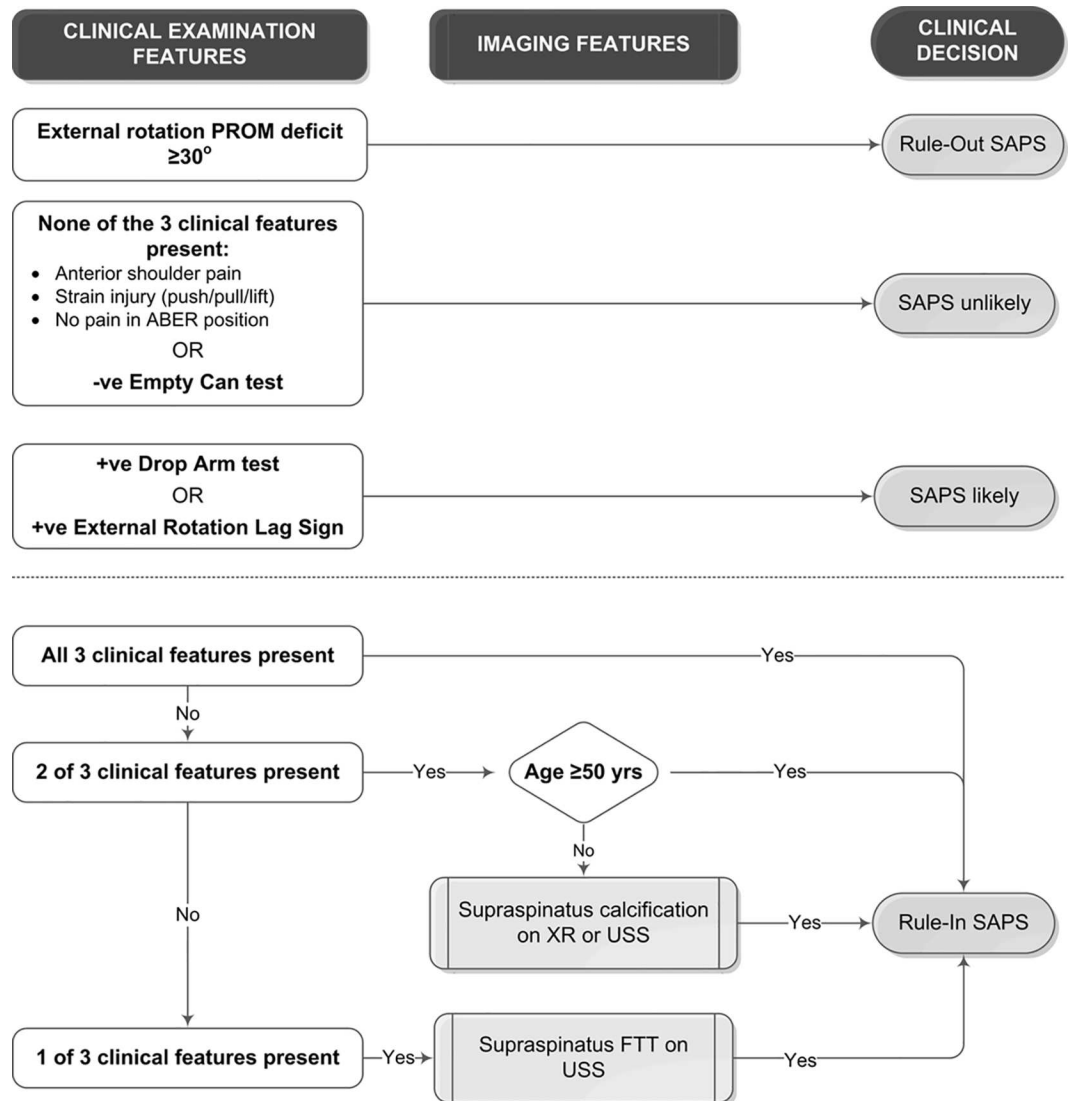 CLINICAL EXAMINATION
FEATURES
IMAGING FEATURES
CLINICAL
DECISION
External rotation PROM deficit
≥30°
Rule-Out SAPS
None of the 3 clinical features
present:
• Anterior shoulder pain
• Strain injury (push/pull/lift)
• No pain in ABER position
OR
-ve Empty Can test
SAPS unlikely
+ve Drop Arm test
OR
+ve External Rotation Lag Sign
SAPS likely
All 3 clinical features present
Yes
No
2 of 3 clinical features present
Yes
Age ≥50 yrs
Yes
No
No
Supraspinatus calcification
on XR or USS
Yes
Rule-In SAPS
1 of 3 clinical features present
Yes
Supraspinatus FTT on
USS
Yes